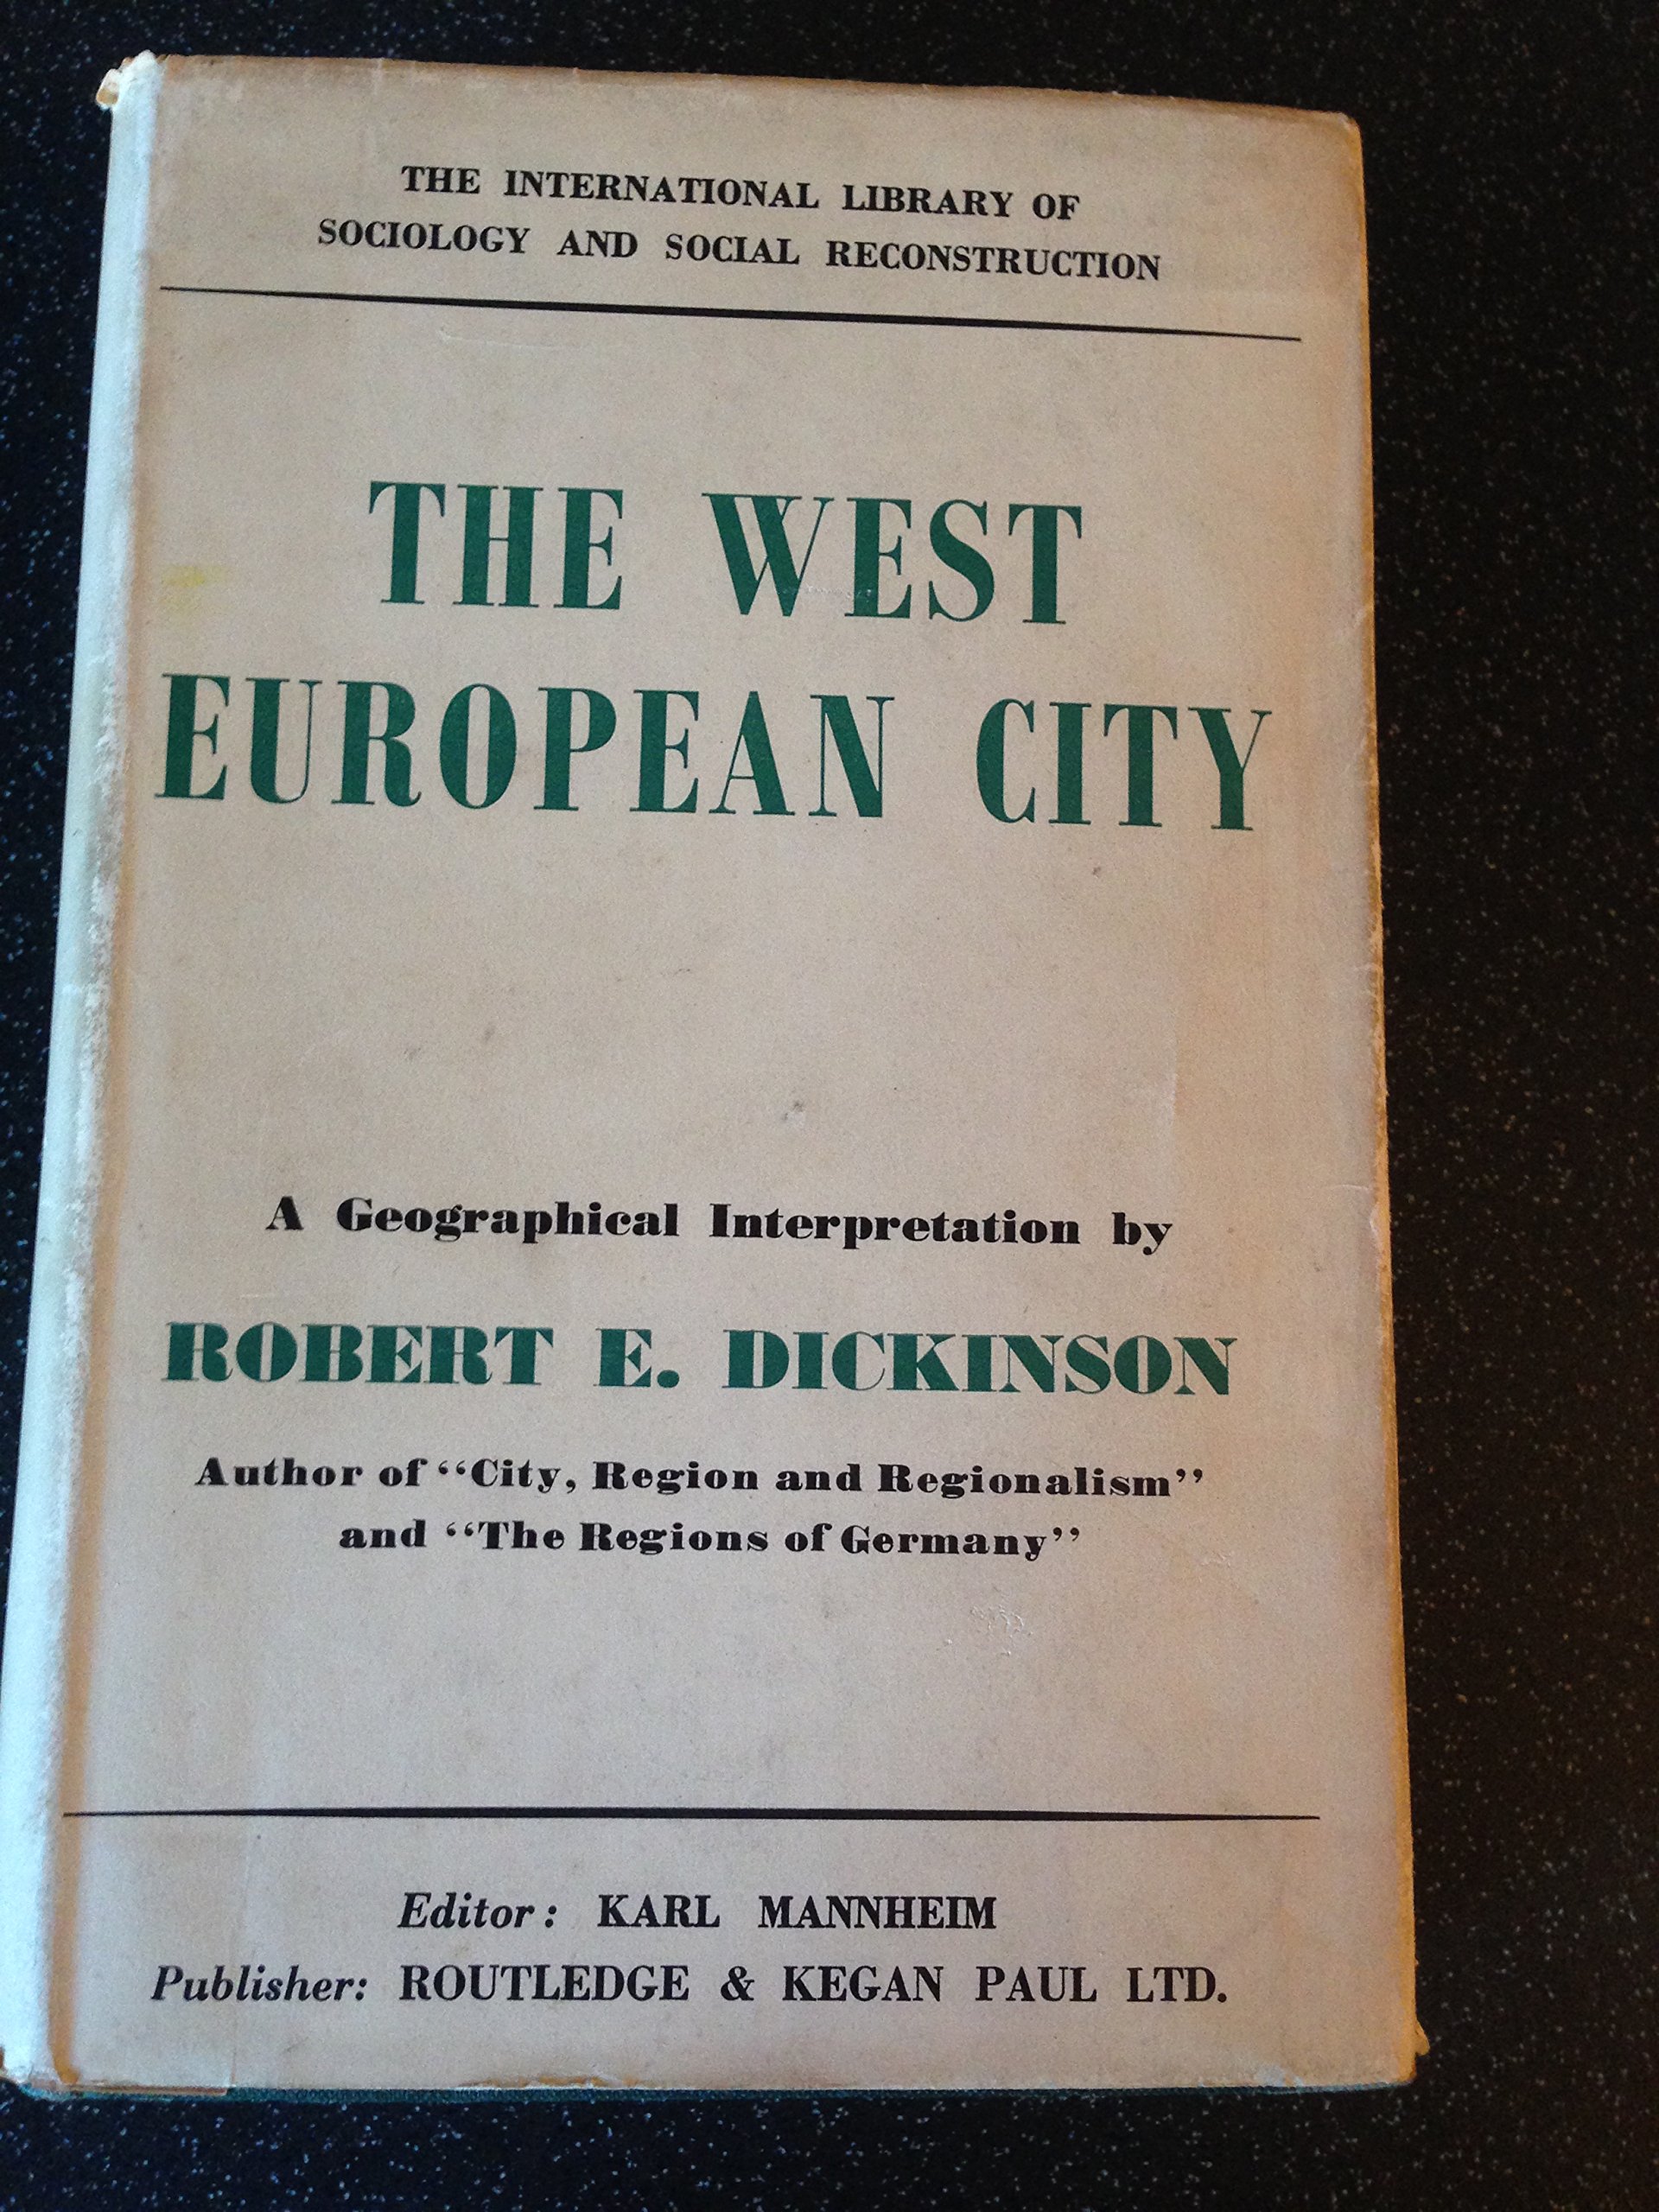 THE INTERNATIONAL LIBRARY OF
SOCIOLOGY AND SOCIAL RECONSTRUCTION
THE WEST
EUROPEAN CITY
A Geographical Interpretation by
ROBERT E. DICKINSON
Author of “City, Region and Regionalism”
and “The Regions of Germany”
Editor: KARL MANNHEIM
Publisher: ROUTLEDGE & KEGAN PAUL LTD.